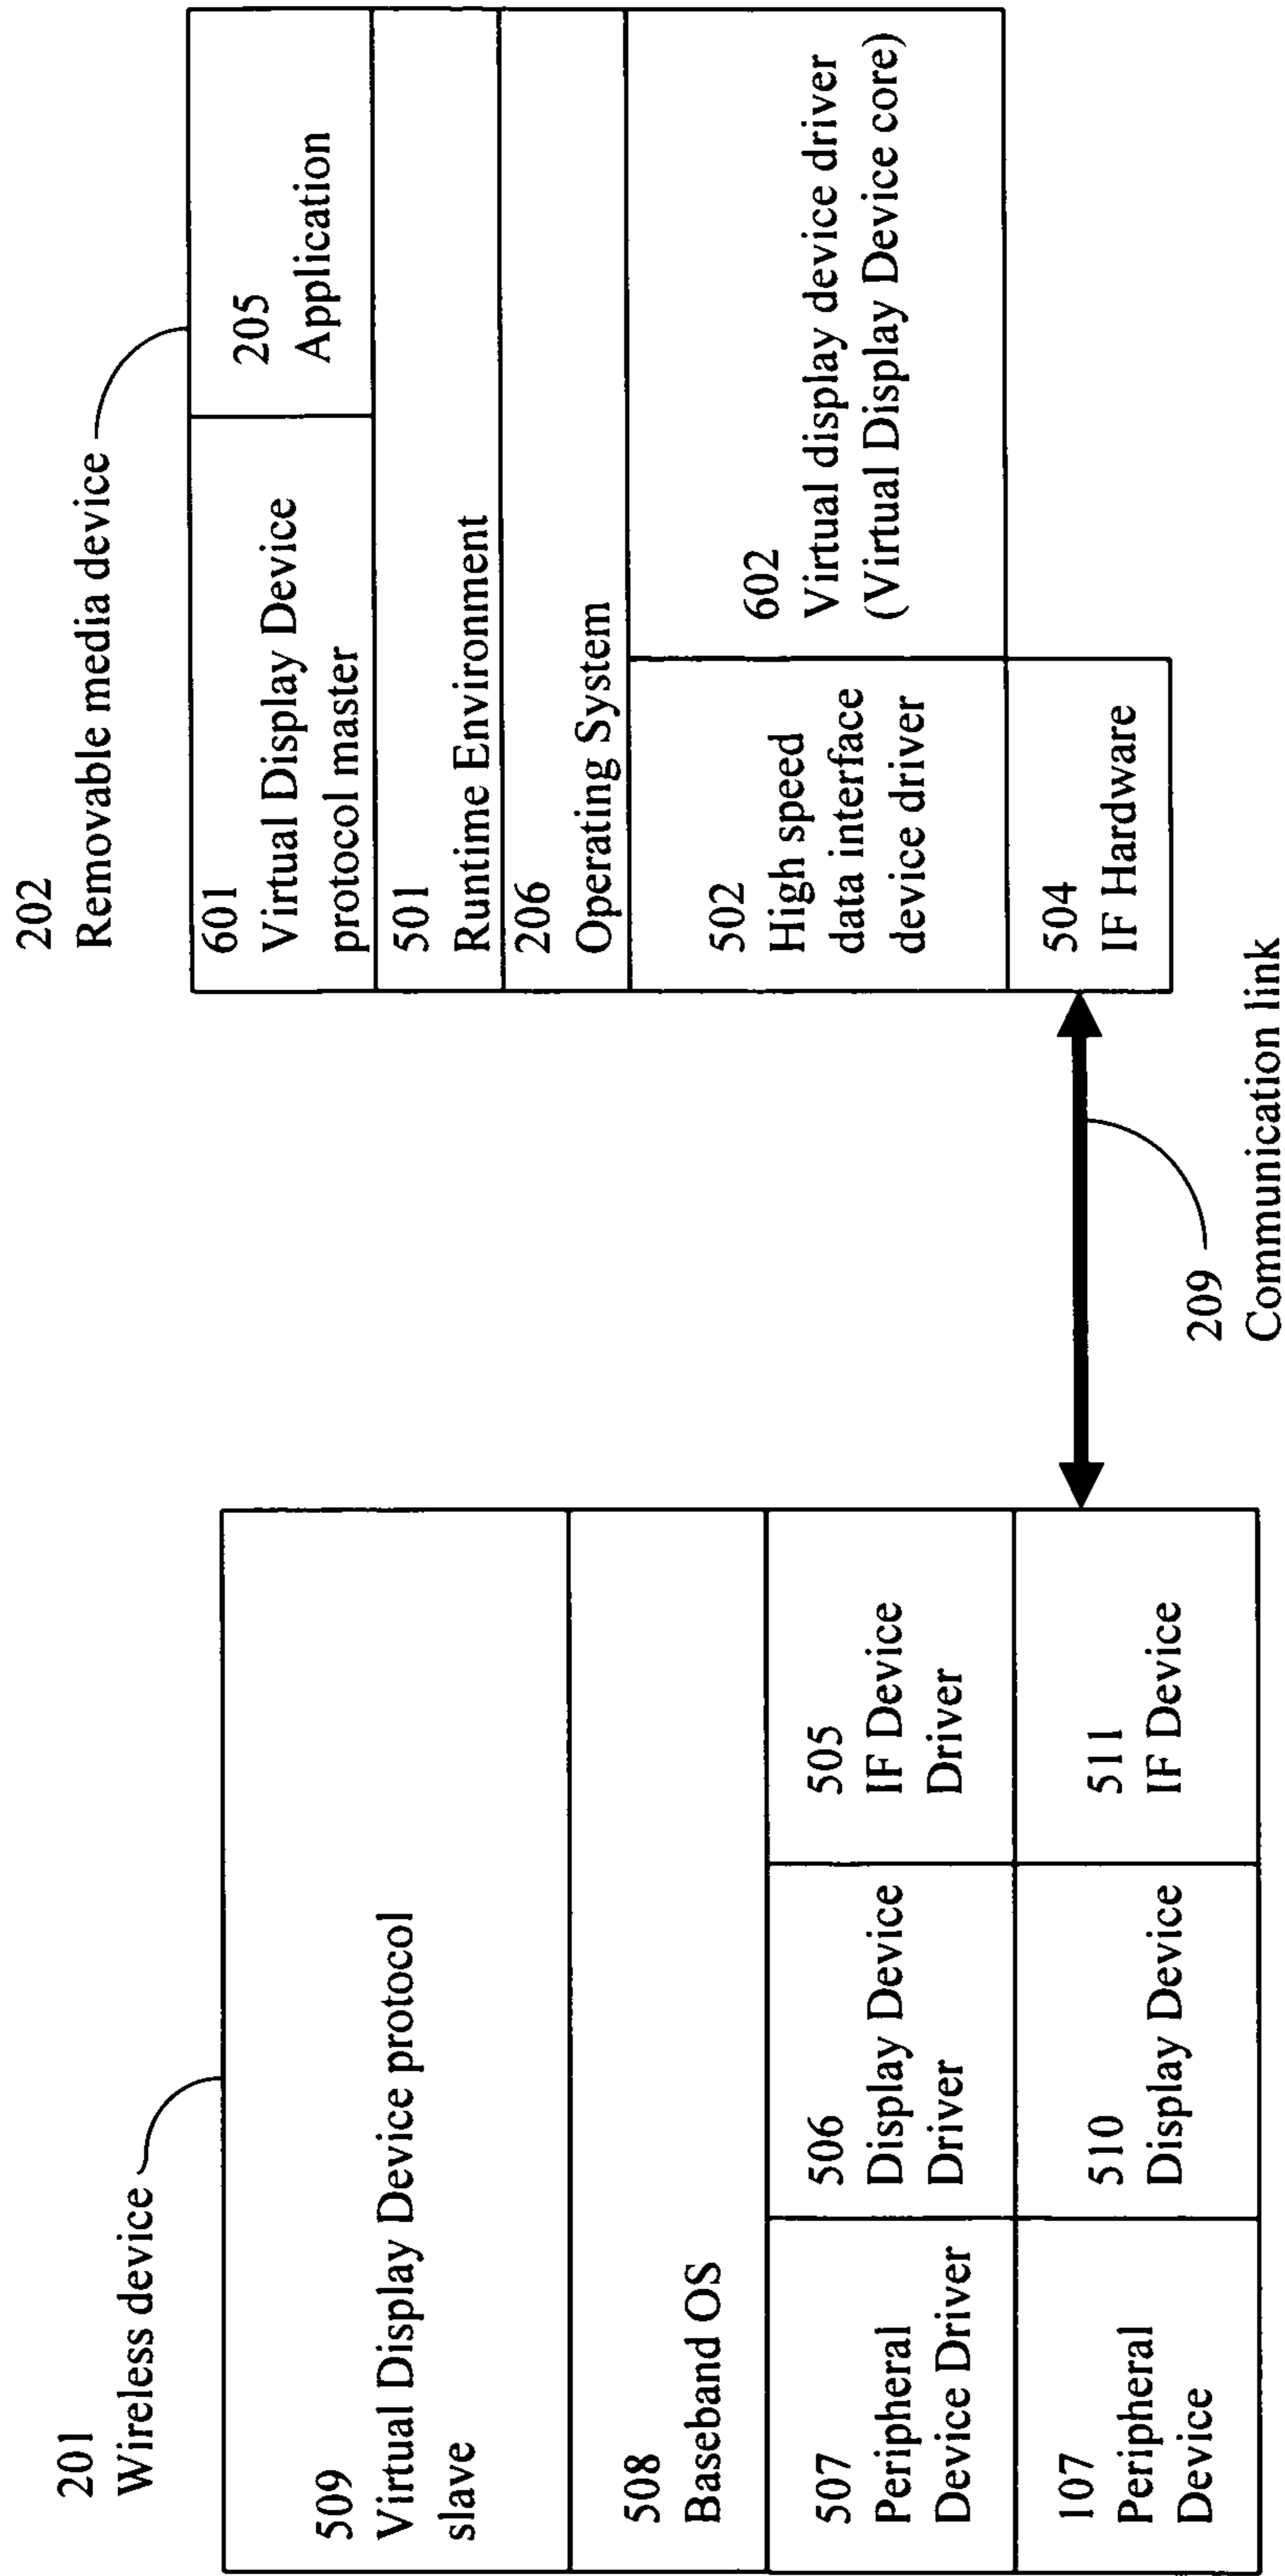 201
Wireless device
509
Virtual Display Device protocol
slave
508
Baseband OS
507
Peripheral
Device Driver
506
Display Device
Driver
505
IF Device
Driver
107
Peripheral
Device
510
Display Device
511
IF Device
209
Communication link
202
Removable media device
601
Virtual Display Device
protocol master
205
Application
501
Runtime Environment
206
Operating System
502
High speed
data interface
device driver
602
Virtual display device driver
(Virtual Display Device core)
504
IF Hardware